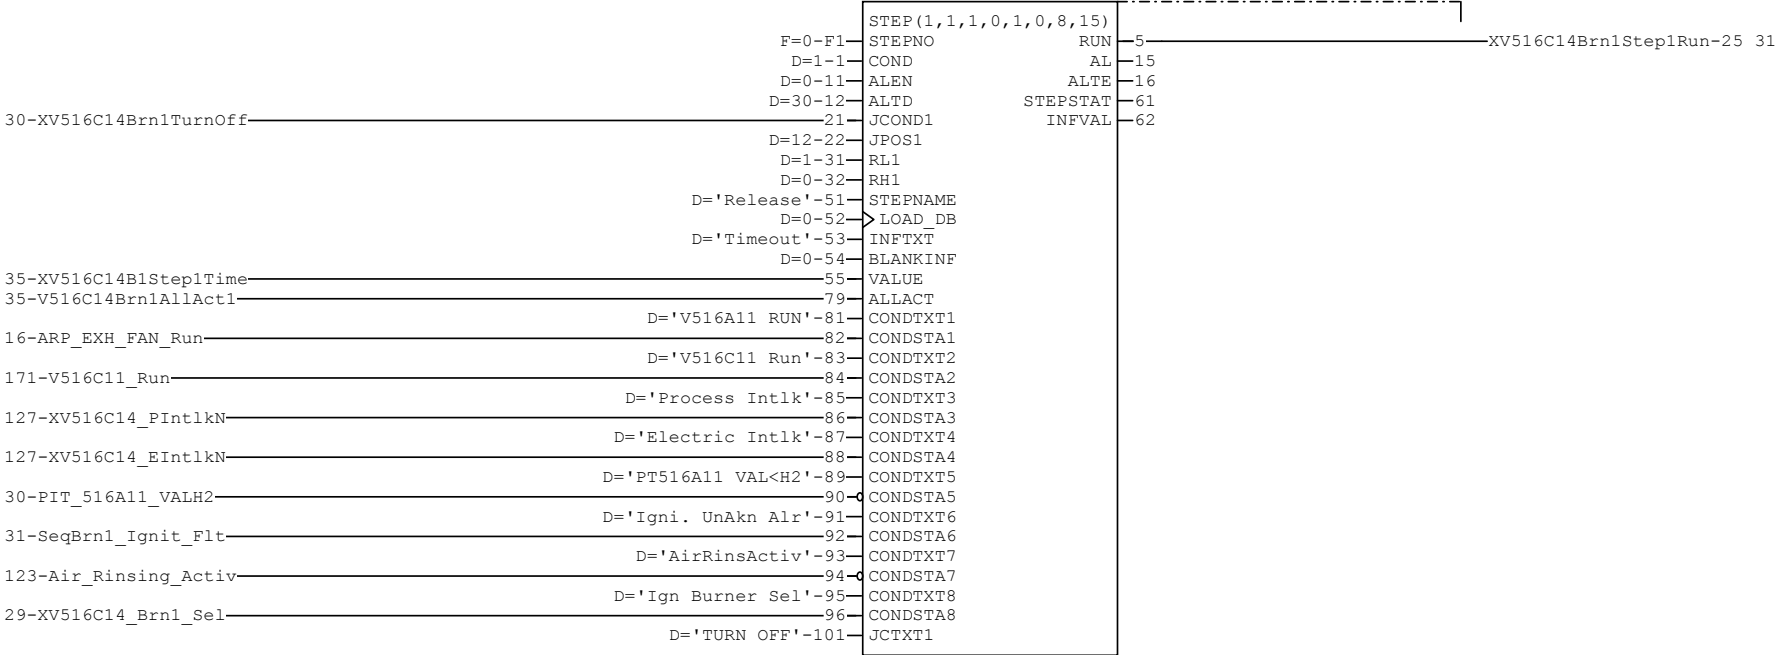 STEP(1,1,1,0,1,0,8,15)
F=0-F1 STEPNO RUN 5 XV516C14Brn1Step1Run-25 31
D=1-1 COND AL 15
D=0-11 ALEN ALTE 16
D=30-12 ALTD STEPSTAT 61
30-XV516C14Brn1TurnOff 21 JCOND1 INFVAL 62
D=12-22 JPOS1
D=1-31 RL1
D=0-32 RH1
D='Release'-51 STEPNAME
D=0-52 LOAD_DB
D='Timeout'-53 INFTXT
D=0-54 BLANKINF
35-XV516C14B1Step1Time 55 VALUE
35-V516C14Brn1AllAct1 79 ALLACT
D='V516A11 RUN'-81 CONDTXT1
16-ARP_EXH_FAN_Run 82 CONDSTA1
D='V516C11 Run'-83 CONDTXT2
171-V516C11_Run 84 CONDSTA2
D='Process Intlk'-85 CONDTXT3
127-XV516C14_PIntlkN 86 CONDSTA3
D='Electric Intlk'-87 CONDTXT4
127-XV516C14_EIntlkN 88 CONDSTA4
D='PT516A11 VAL<H2'-89 CONDTXT5
30-PIT_516A11_VALH2 90 CONDSTA5
D='Igni. UnAkn Alr'-91 CONDTXT6
31-SeqBrn1_Ignit_Flt 92 CONDSTA6
D='AirRinsActiv'-93 CONDTXT7
123-Air_Rinsing_Activ 94 CONDSTA7
D='Ign Burner Sel'-95 CONDTXT8
29-XV516C14_Brn1_Sel 96 CONDSTA8
D='TURN OFF'-101 JCTXT1